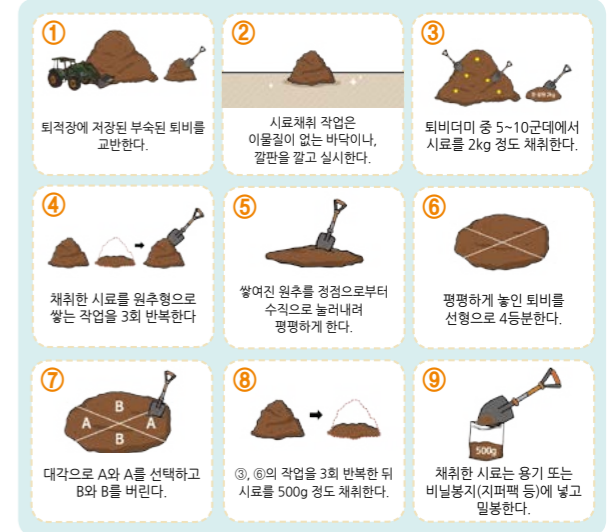 ①
퇴적장에 저장된 부숙된 퇴비를
교반한다.
②
시료채취 작업은
이물질이 없는 바닥이나,
깔판을 깔고 실시한다.
③
퇴비더미 중 5~10군데에서
시료를 2kg 정도 채취한다.
④
채취한 시료를 원추형으로
쌓는 작업을 3회 반복한다
⑤
쌓여진 원추를 정점으로부터
수직으로 눌러내려
평평하게 한다.
⑥
평평하게 놓인 퇴비를
선형으로 4등분한다.
⑦
B
A
A
B
대각으로 A와 A를 선택하고
B와 B를 버린다.
⑧
③, ⑥의 작업을 3회 반복한 뒤
시료를 500g 정도 채취한다.
⑨
500g
채취한 시료는 용기 또는
비닐봉지(지퍼팩 등)에 넣고
밀봉한다.